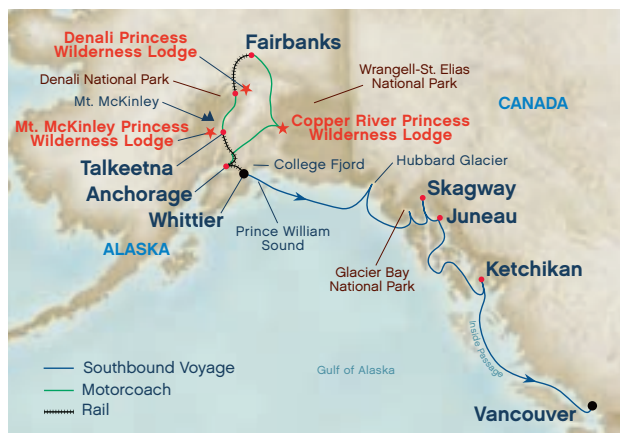 Denali Princess
Wilderness Lodge
Fairbanks
Denali National Park
Wrangell-St. Elias
National Park
Mt. McKinley
CANADA
Mt. McKinley Princess
Wilderness Lodge
Copper River Princess
Wilderness Lodge
Talkeetna
College Fjord
Hubbard Glacier
Anchorage
Skagway
Whittier
Juneau
Prince William
Sound
ALASKA
Glacier Bay
National Park
Ketchikan
Inside Passage
Southbound Voyage
Gulf of Alaska
Motorcoach
Rail
Vancouver